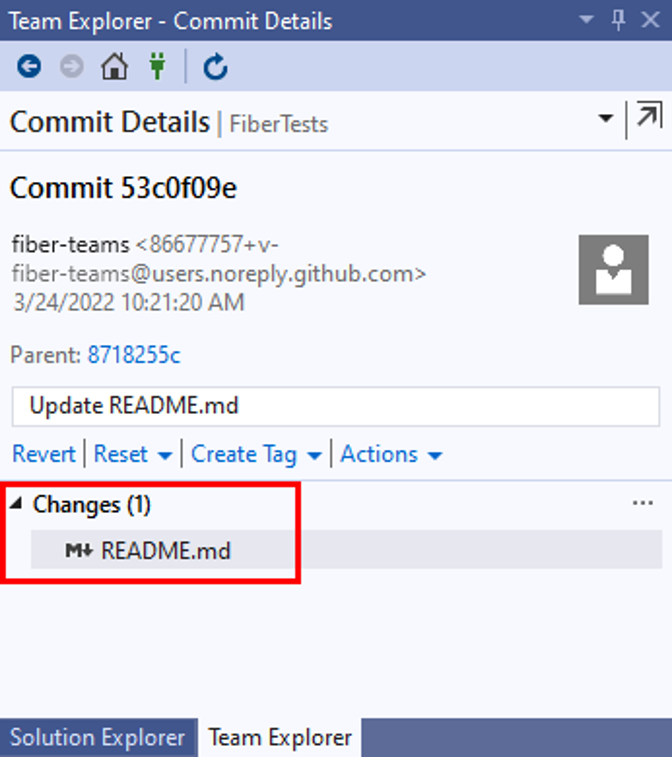 Team Explorer - Commit Details
Commit Details | FiberTests
Commit 53c0f09e
fiber-teams <86677757+v-
fiber-teams@users.noreply.github.com>
3/24/2022 10:21:20 AM
Parent: 8718255c
Update README.md
Revert | Reset | Create Tag | Actions
Changes (1) ...
M↓ README.md
Solution Explorer Team Explorer